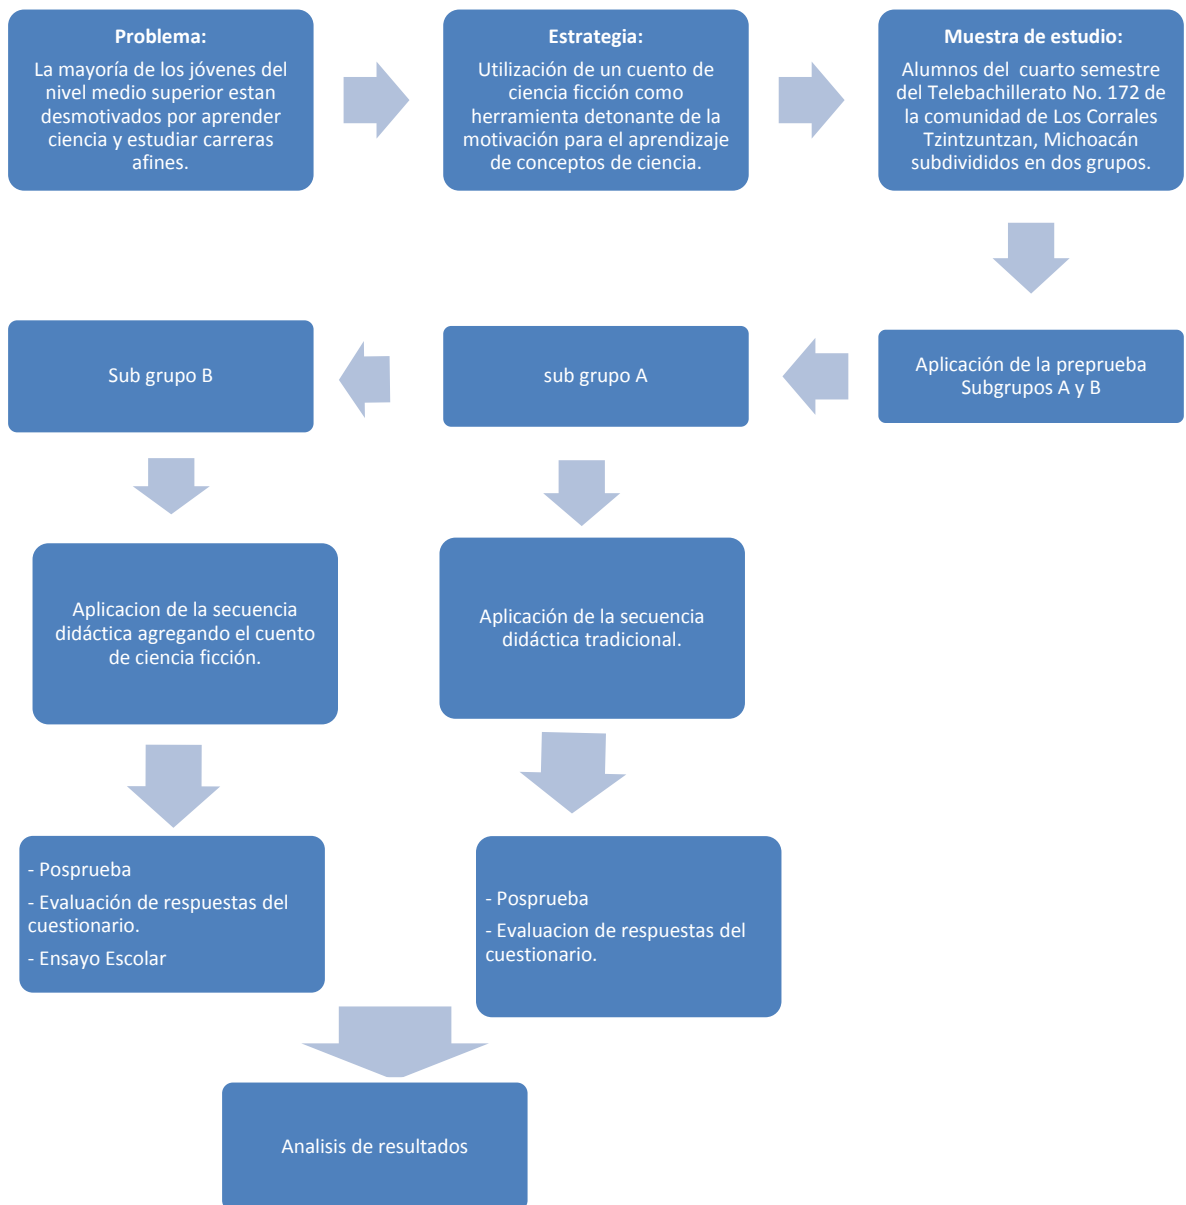 Problema:
La mayoría de los jóvenes del
nivel medio superior estan
desmotivados por aprender
ciencia y estudiar carreras
afines.
Estrategia:
Utilización de un cuento de
ciencia ficción como
herramienta detonante de la
motivación para el aprendizaje
de conceptos de ciencia.
Muestra de estudio:
Alumnos del cuarto semestre
del Telebachillerato No. 172 de
la comunidad de Los Corrales
Tzintzuntzan, Michoacán
subdivididos en dos grupos.
Aplicación de la preprueba
Subgrupos A y B
sub grupo A
Sub grupo B
Aplicacion de la secuencia
didáctica agregando el cuento
de ciencia ficción.
Aplicación de la secuencia
didáctica tradicional.
- Posprueba
- Evaluación de respuestas del
cuestionario.
- Ensayo Escolar
- Posprueba
- Evaluacion de respuestas del
cuestionario.
Analisis de resultados